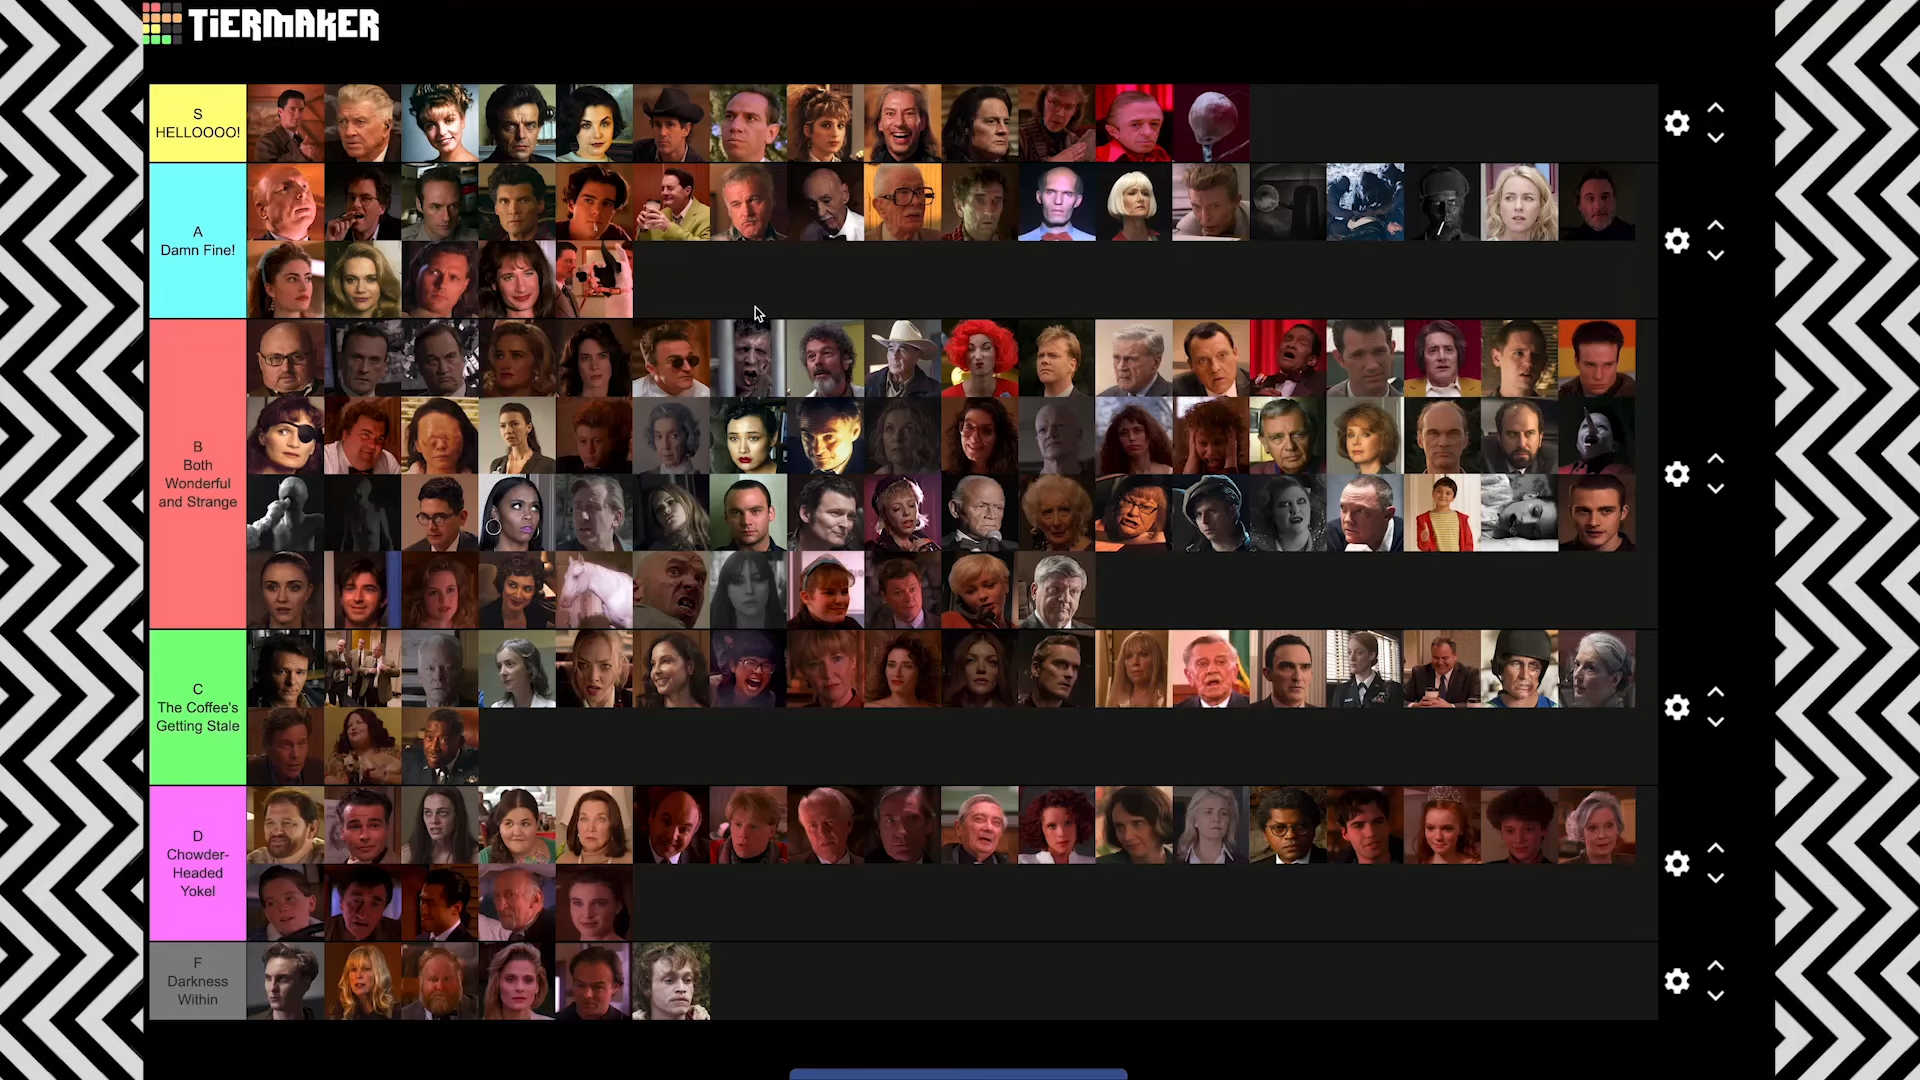 TIERMAKER
S
HELLOOOO!
A
Damn Fine!
B
Both
Wonderful
and Strange
C
The Coffee's
Getting Stale
D
Chowder-
Headed
Yokel
F
Darkness
Within